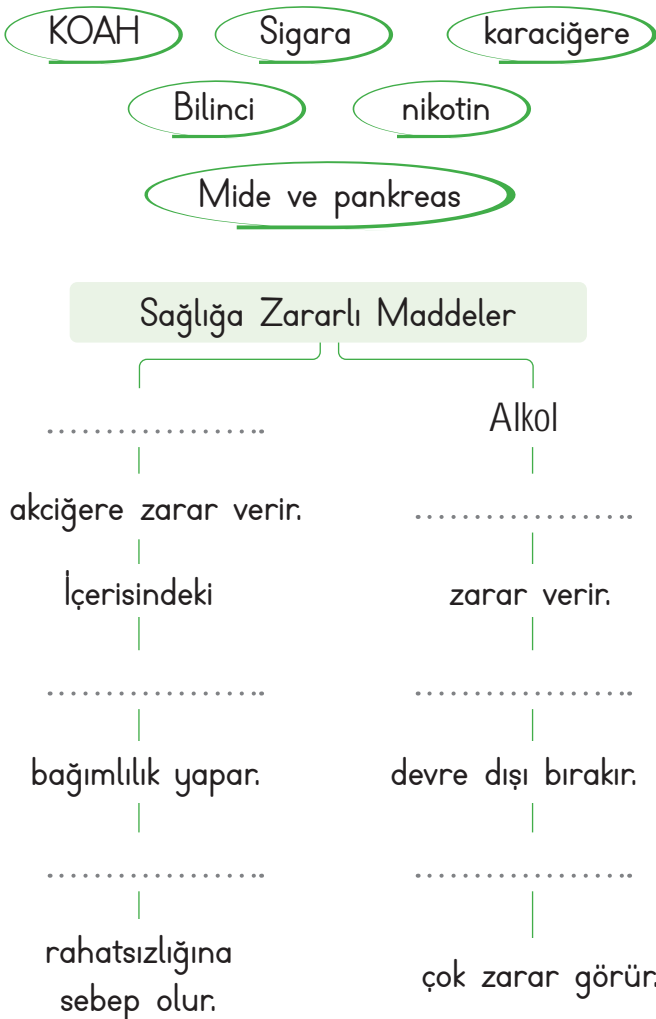 KOAH Sigara karaciğere
Bilinci nikotin
Mide ve pankreas
Sağlığa Zararlı Maddeler
....................
akciğere zarar verir.
İçerisindeki
....................
bağımlılık yapar.
....................
rahatsızlığına
sebep olur.
Alkol
....................
zarar verir.
....................
devre dışı bırakır.
....................
çok zarar görür.